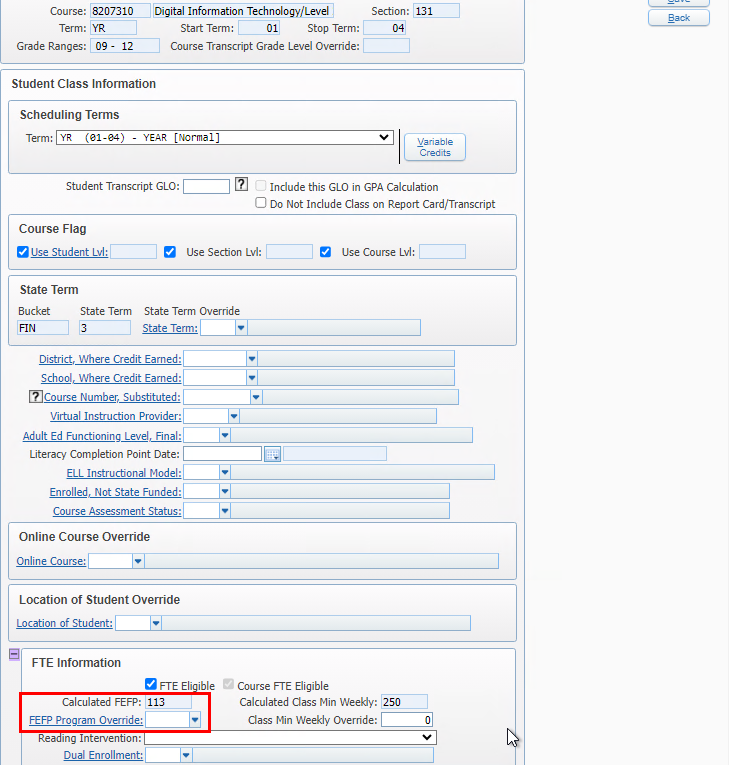 Save
Course: 8207310 Digital Information Technology/Level Section: 131
Back
Term: YR Start Term: 01 Stop Term: 04
Grade Ranges: 09 - 12 Course Transcript Grade Level Override:
Student Class Information
Scheduling Terms
Term: YR (01-04) - YEAR [Normal]
Variable
Credits
Student Transcript GLO: ? Include this GLO in GPA Calculation
Do Not Include Class on Report Card/Transcript
Course Flag
Use Student Lvl: Use Section Lvl: Use Course Lvl:
State Term
Bucket State Term State Term Override
FIN 3 State Term:
District, Where Credit Earned:
School, Where Credit Earned:
? Course Number, Substituted:
Virtual Instruction Provider:
Adult Ed Functioning Level, Final:
Literacy Completion Point Date:
ELL Instructional Model:
Enrolled, Not State Funded:
Course Assessment Status:
Online Course Override
Online Course:
Location of Student Override
Location of Student:
FTE Information
FTE Eligible Course FTE Eligible
Calculated FEFP: 113 Calculated Class Min Weekly: 250
FEFP Program Override: Class Min Weekly Override: 0
Reading Intervention:
Dual Enrollment: